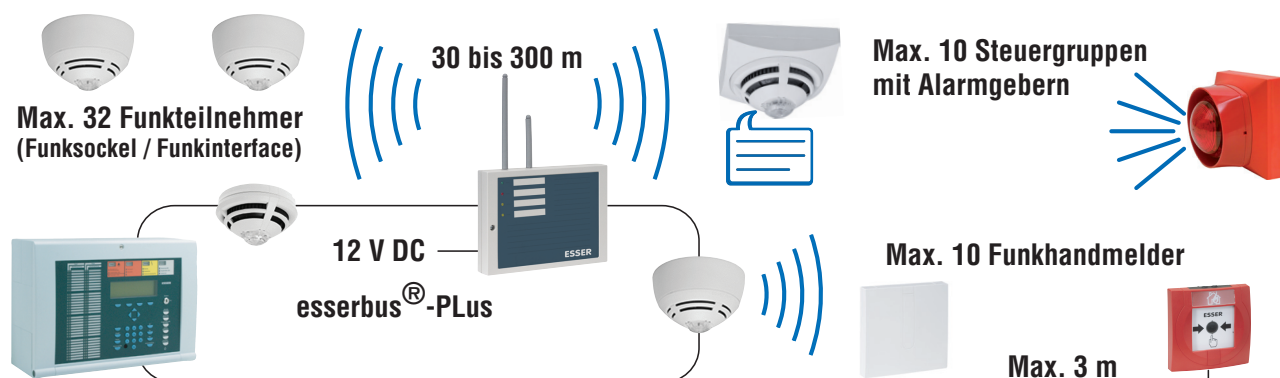 30 bis 300 m
Max. 10 Steuergruppen
mit Alarmgebern
Max. 32 Funkteilnehmer
(Funksockel / Funkinterface)
12 V DC
ESSER
esserbus®-PLus
Max. 10 Funkhandmelder
ESSER
Max. 3 m